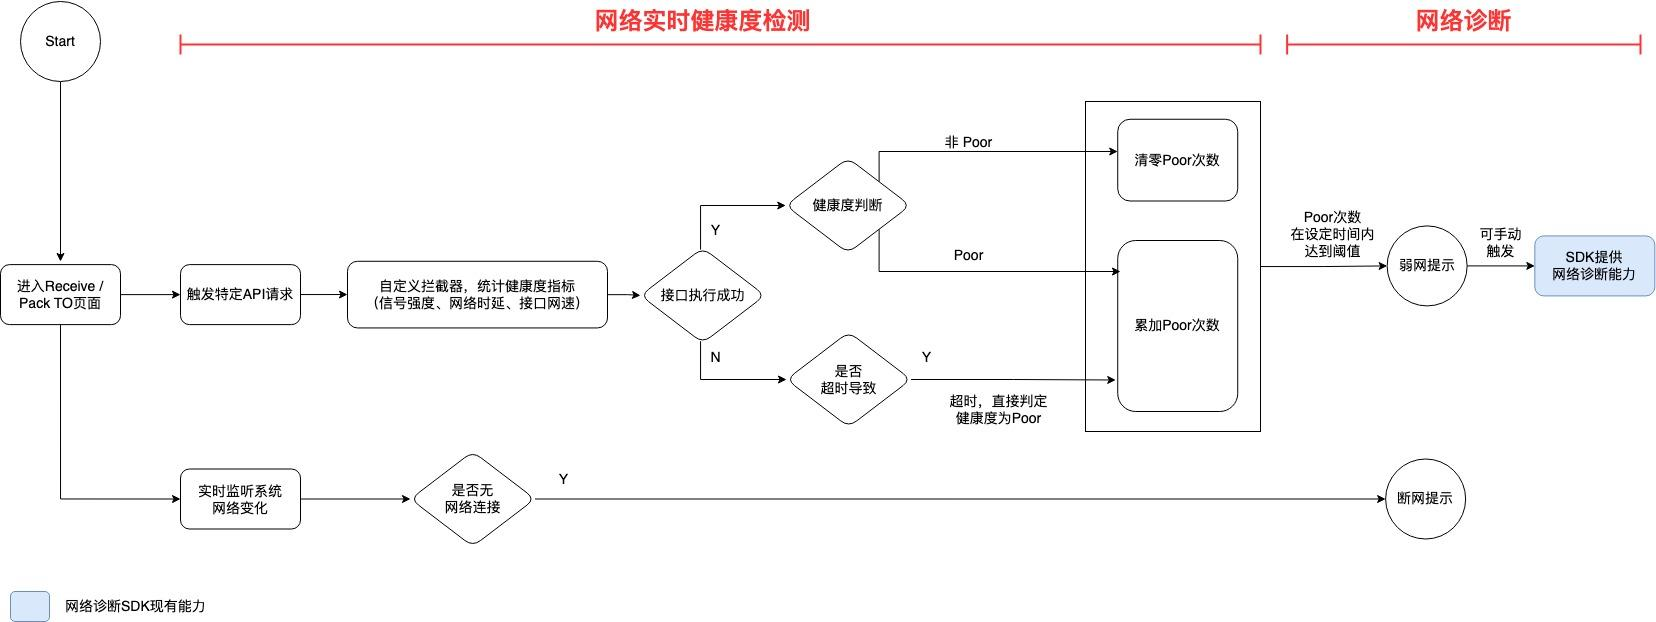 网络实时健康度检测
网络诊断
Start
非 Poor
清零Poor次数
健康度判断
Y
Poor
Poor次数
在设定时间内
达到阈值
弱网提示
可手动
触发
SDK提供
网络诊断能力
进入Receive /
Pack TO页面
触发特定API请求
自定义拦截器，统计健康度指标
（信号强度、网络时延、接口网速）
接口执行成功
累加Poor次数
N
是否
超时导致
Y
超时，直接判定
健康度为Poor
实时监听系统
网络变化
是否无
网络连接
Y
断网提示
网络诊断SDK现有能力